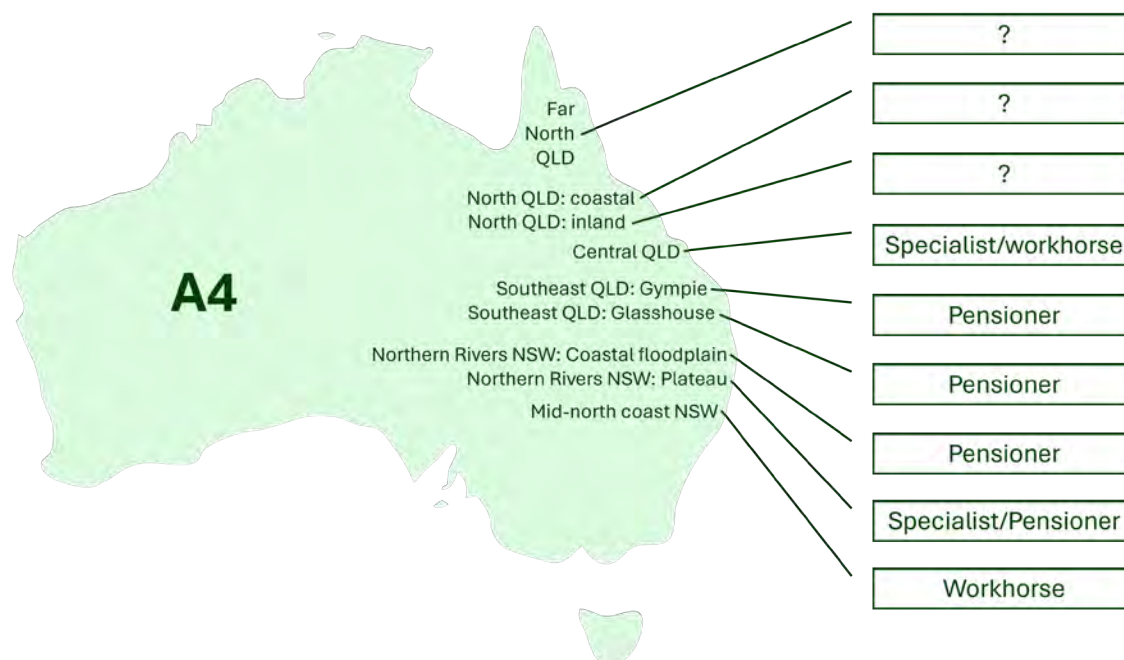 ?
Far
North
QLD
?
North QLD: coastal
?
North QLD: inland
Specialist/workhorse
Central QLD
A4
Southeast QLD: Gympie
Pensioner
Southeast QLD: Glasshouse
Pensioner
Northern Rivers NSW: Coastal floodplain
Pensioner
Northern Rivers NSW: Plateau
Specialist/Pensioner
Mid-north coast NSW
Workhorse